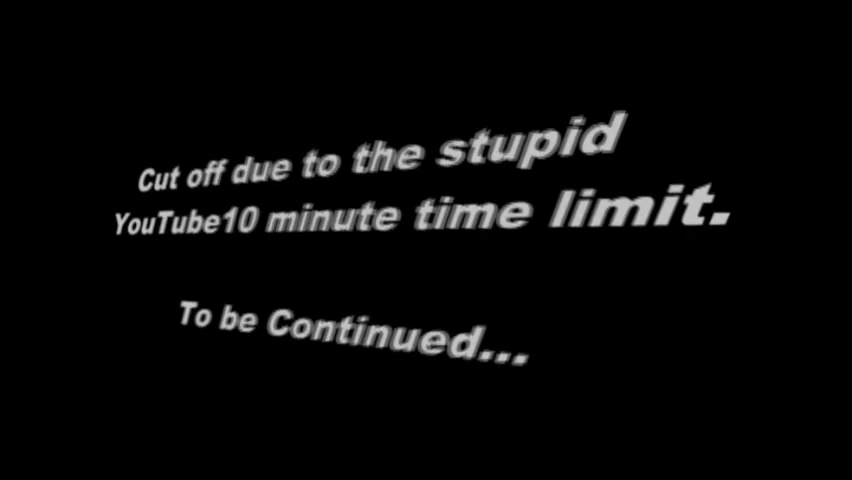 Cut off due to the stupid
YouTube10 minute time limit.
To be Continued...